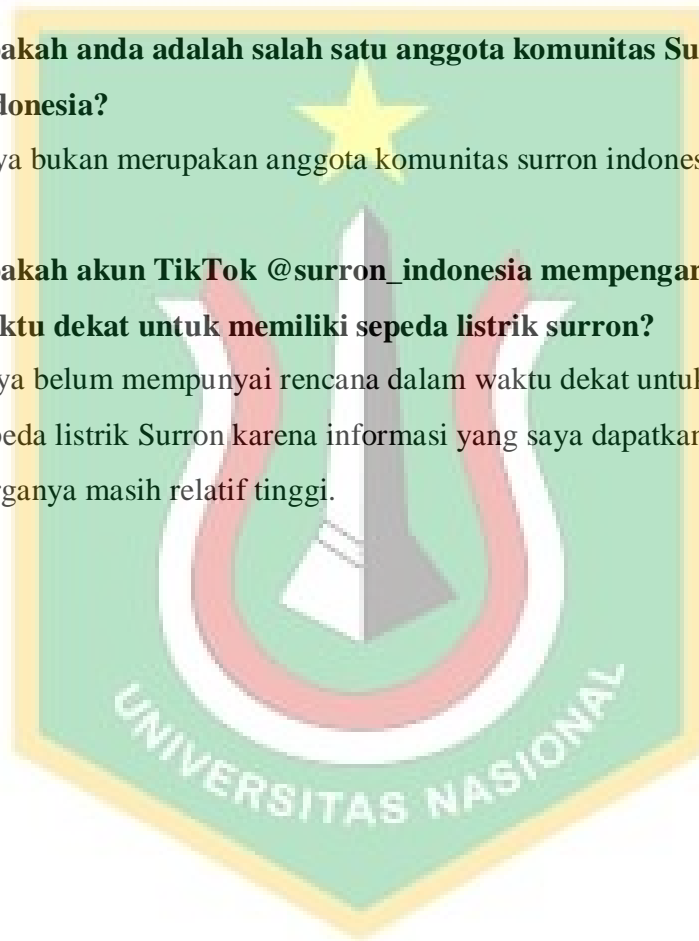 akah anda adalah salah satu anggota komunitas Su
donesia?
ya bukan merupakan anggota komunitas surron indones
akah akun TikTok @surron_indonesia mempengar
ktu dekat untuk memiliki sepeda listrik surron?
ya belum mempunyai rencana dalam waktu dekat untuk
peda listrik Surron karena informasi yang saya dapatkan
rganya masih relatif tinggi.
UNIVERSITAS NASIONAL